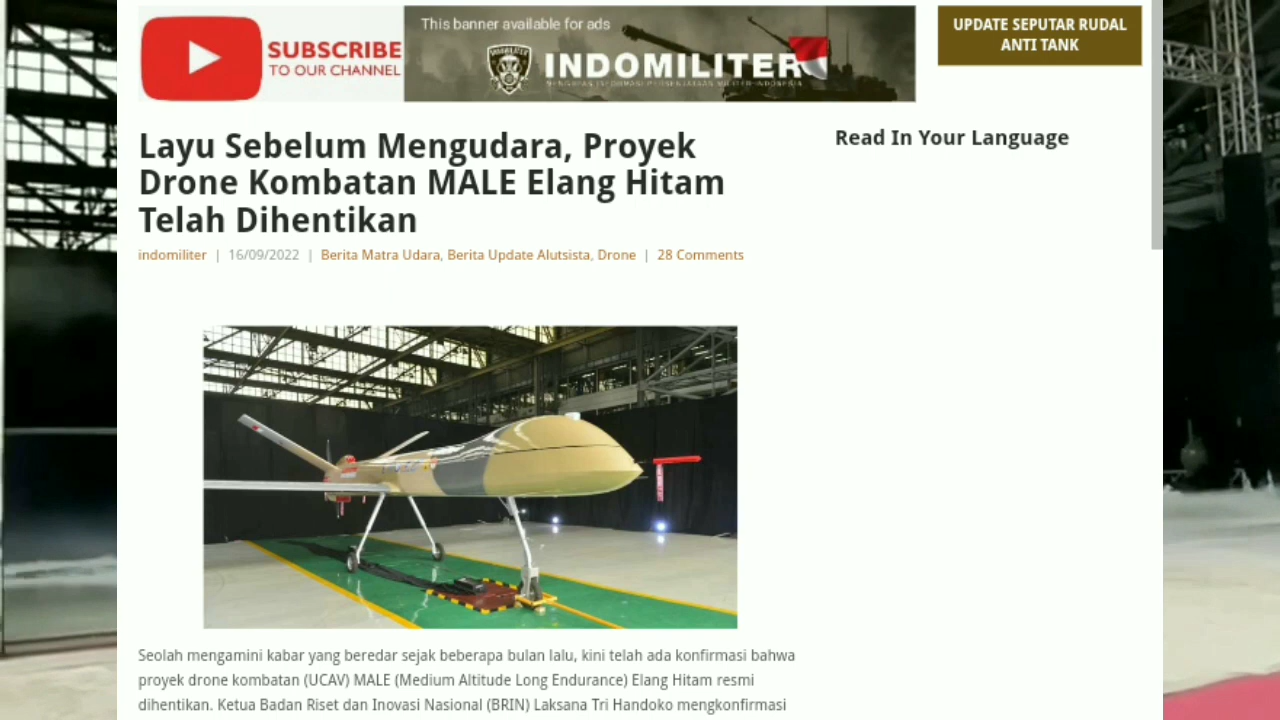 SUBSCRIBE
TO OUR CHANNEL
This banner available for ads
INDOMILITER
UPDATE SEPUTAR RUDAL
ANTI TANK
Layu Sebelum Mengudara, Proyek
Drone Kombatan MALE Elang Hitam
Telah Dihentikan
indomiliter | 16/09/2022 | Berita Matra Udara, Berita Update Alutsista, Drone | 28 Comments
Read In Your Language
Seolah mengamini kabar yang beredar sejak beberapa bulan lalu, kini telah ada konfirmasi bahwa
proyek drone kombatan (UCAV) MALE (Medium Altitude Long Endurance) Elang Hitam resmi
dihentikan. Ketua Badan Riset dan Inovasi Nasional (BRIN) Laksana Tri Handoko mengkonfirmasi